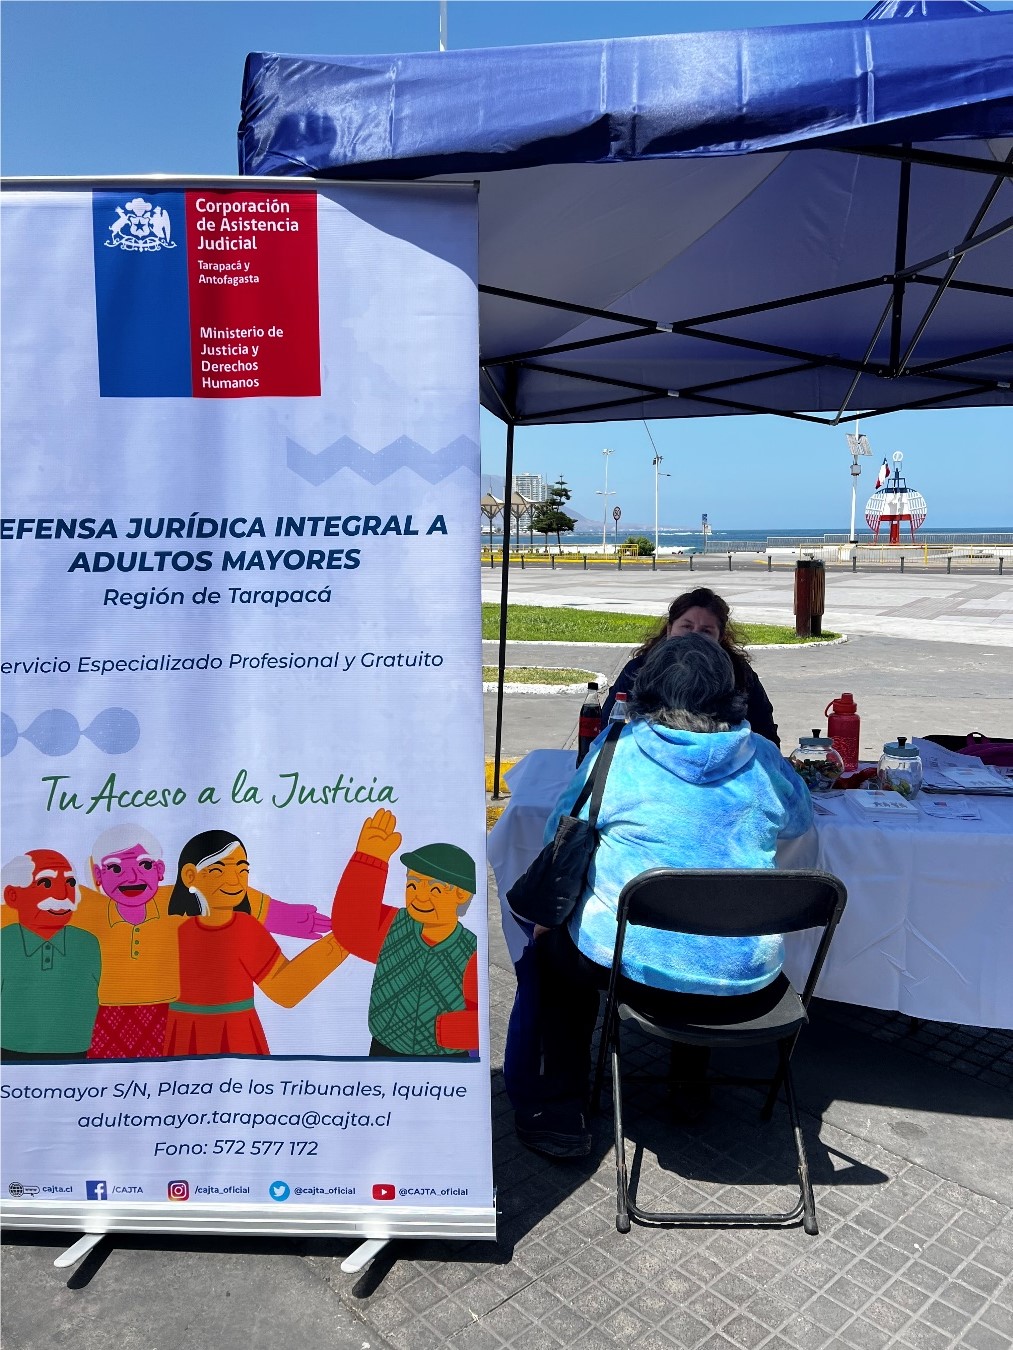 Corporación
de Asistencia
Judicial
Tarapacá y
Antofagasta
Ministerio de
Justicia y
Derechos
Humanos
EFENSA JURÍDICA INTEGRAL A
ADULTOS MAYORES
Región de Tarapacá
ervicio Especializado Profesional y Gratuito
Tu Acceso a la Justicia
Sotomayor S/N, Plaza de los Tribunales, Iquique
adultomayor.tarapaca@cajta.cl
Fono: 572 577 172
www cajta.cl /CAJTA /cajta_oficial @cajta_oficial @CAJTA_oficial